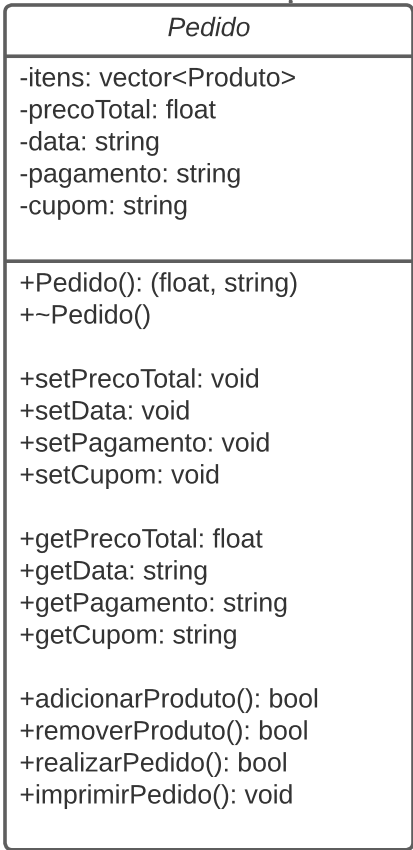 Pedido
-itens: vector<Produto>
-precoTotal: float
-data: string
-pagamento: string
-cupom: string
+Pedido(): (float, string)
+~Pedido()
+setPrecoTotal: void
+setData: void
+setPagamento: void
+setCupom: void
+getPrecoTotal: float
+getData: string
+getPagamento: string
+getCupom: string
+adicionarProduto(): bool
+removerProduto(): bool
+realizarPedido(): bool
+imprimirPedido(): void